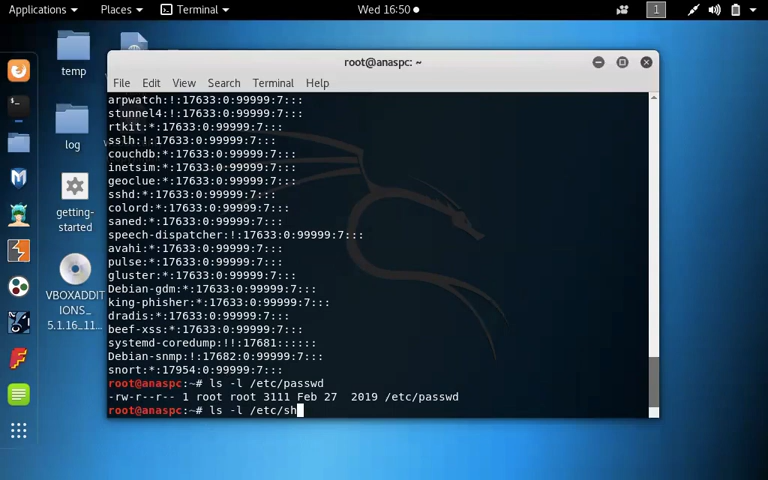 Applications Places Terminal Wed 16:50 1
temp
log
getting-
started
VBOXADDIT
IONS_
5.1.16_11...
root@anaspc: ~
File Edit View Search Terminal Help
arpwatch:!:17633:0:99999:7:::
stunnel4:!:17633:0:99999:7:::
rtkit:*:17633:0:99999:7:::
sslh:!:17633:0:99999:7:::
couchdb:*:17633:0:99999:7:::
inetsim:*:17633:0:99999:7:::
geoclue:*:17633:0:99999:7:::
sshd:*:17633:0:99999:7:::
colord:*:17633:0:99999:7:::
saned:*:17633:0:99999:7:::
speech-dispatcher:!:17633:0:99999:7:::
avahi:*:17633:0:99999:7:::
pulse:*:17633:0:99999:7:::
gluster:*:17633:0:99999:7:::
Debian-gdm:*:17633:0:99999:7:::
king-phisher:*:17633:0:99999:7:::
dradis:*:17633:0:99999:7:::
beef-xss:*:17633:0:99999:7:::
systemd-coredump:!!:17681::::::
Debian-snmp:!:17682:0:99999:7:::
snort:*:17954:0:99999:7:::
root@anaspc:~# ls -l /etc/passwd
-rw-r--r-- 1 root root 3111 Feb 27  2019 /etc/passwd
root@anaspc:~# ls -l /etc/sh